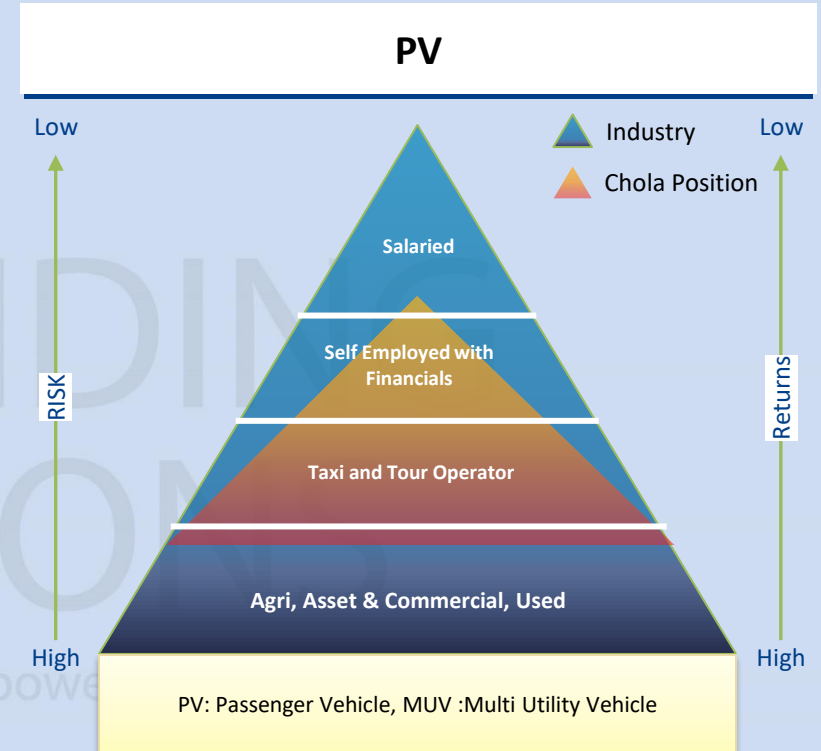 PV
Low
Low
Industry
Chola Position
Salaried
Self Employed with
Financials
RISK
Returns
Taxi and Tour Operator
Agri, Asset & Commercial, Used
High
High
PV: Passenger Vehicle, MUV :Multi Utility Vehicle